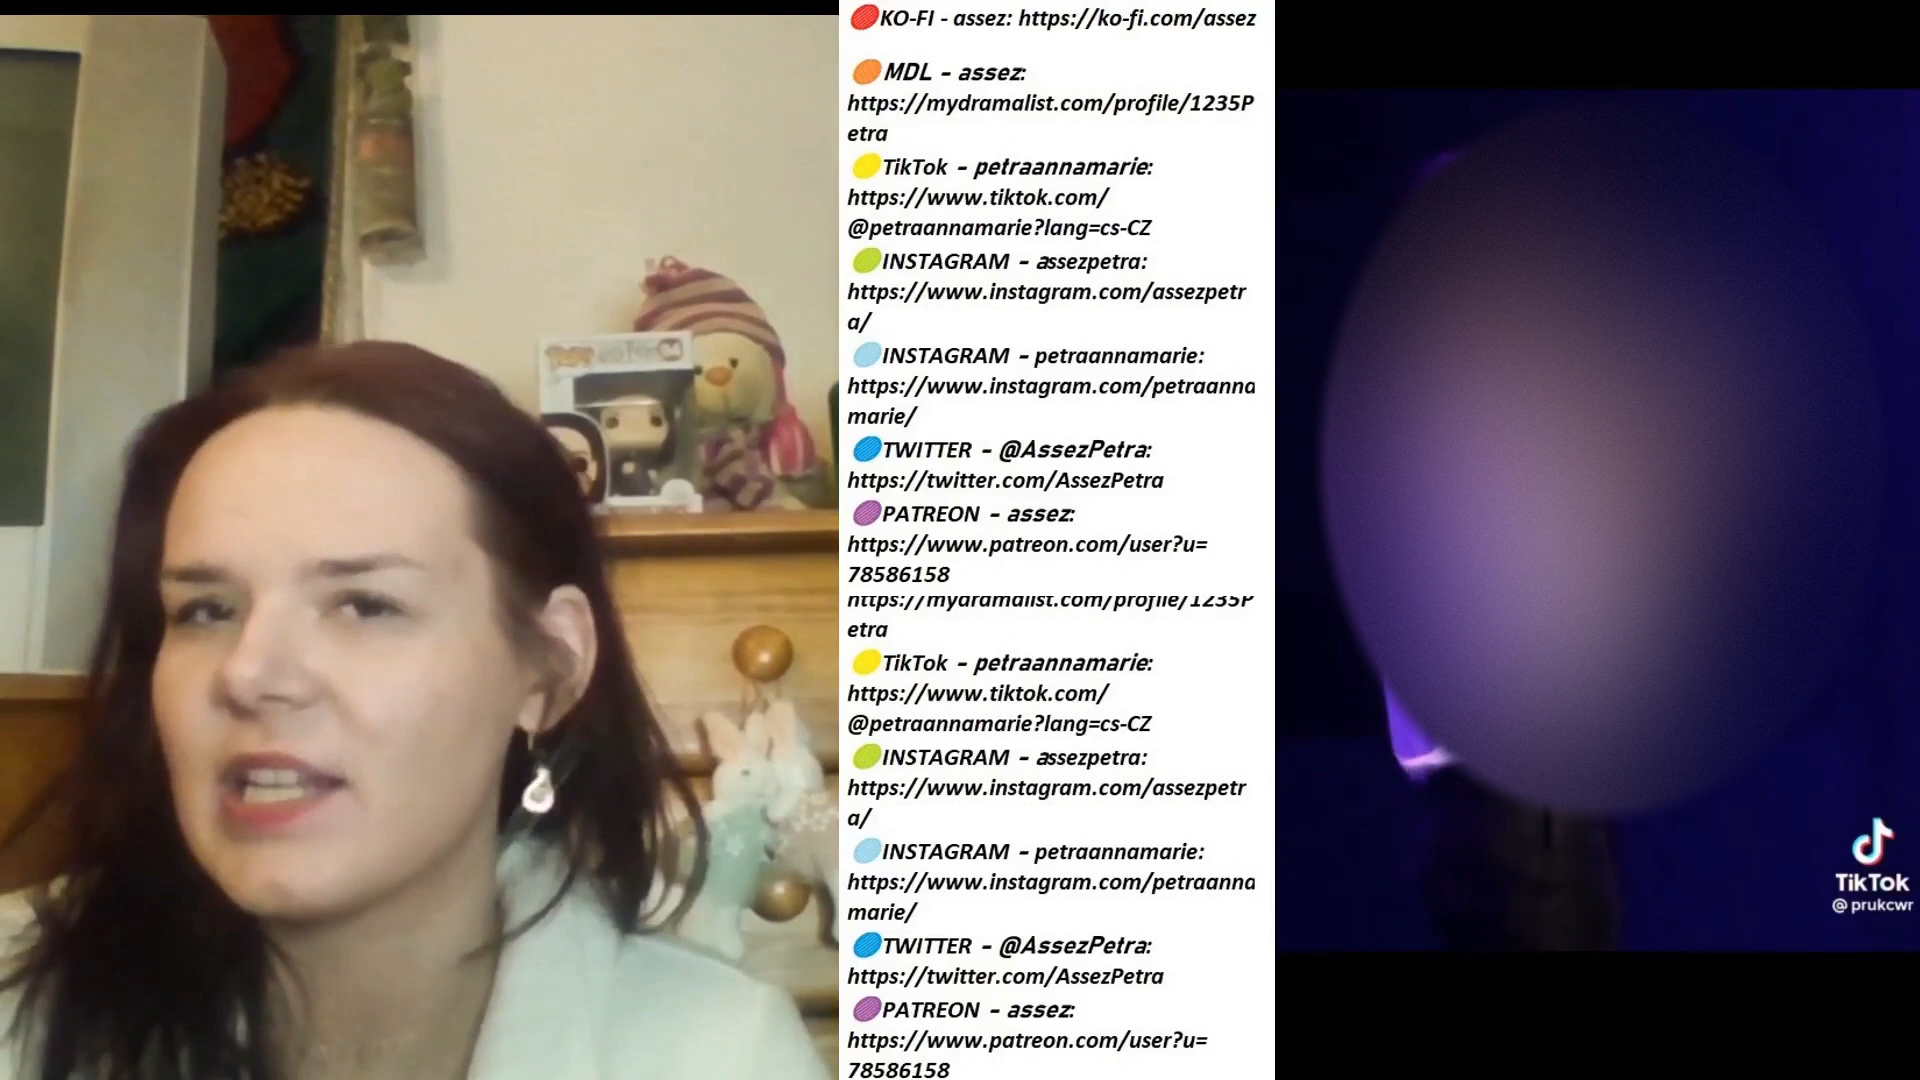 KO-FI - assez: https://ko-fi.com/assez
MDL - assez:
https://mydramalist.com/profile/1235P
etra
TikTok - petraannamarie:
https://www.tiktok.com/
@petraannamarie?lang=cs-CZ
INSTAGRAM - assezpetra:
https://www.instagram.com/assezpetr
a/
INSTAGRAM - petraannamarie:
https://www.instagram.com/petraanna
marie/
TWITTER - @AssezPetra:
https://twitter.com/AssezPetra
PATREON - assez:
https://www.patreon.com/user?u=
78586158
https://mydramalist.com/profile/1235P
etra
TikTok - petraannamarie:
https://www.tiktok.com/
@petraannamarie?lang=cs-CZ
INSTAGRAM - assezpetra:
https://www.instagram.com/assezpetr
a/
INSTAGRAM - petraannamarie:
https://www.instagram.com/petraanna
marie/
TWITTER - @AssezPetra:
https://twitter.com/AssezPetra
PATREON - assez:
https://www.patreon.com/user?u=
78586158
TikTok
@prukcwr